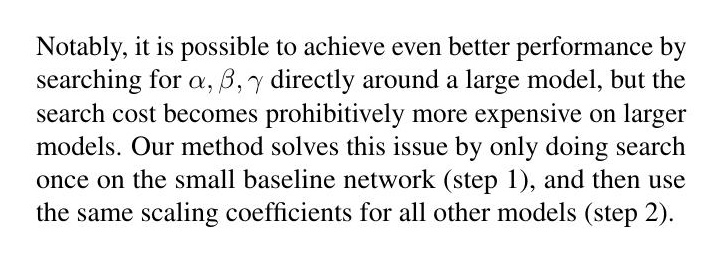 Notably, it is possible to achieve even better performance by
searching for α, β, γ directly around a large model, but the
search cost becomes prohibitively more expensive on larger
models. Our method solves this issue by only doing search
once on the small baseline network (step 1), and then use
the same scaling coefficients for all other models (step 2).